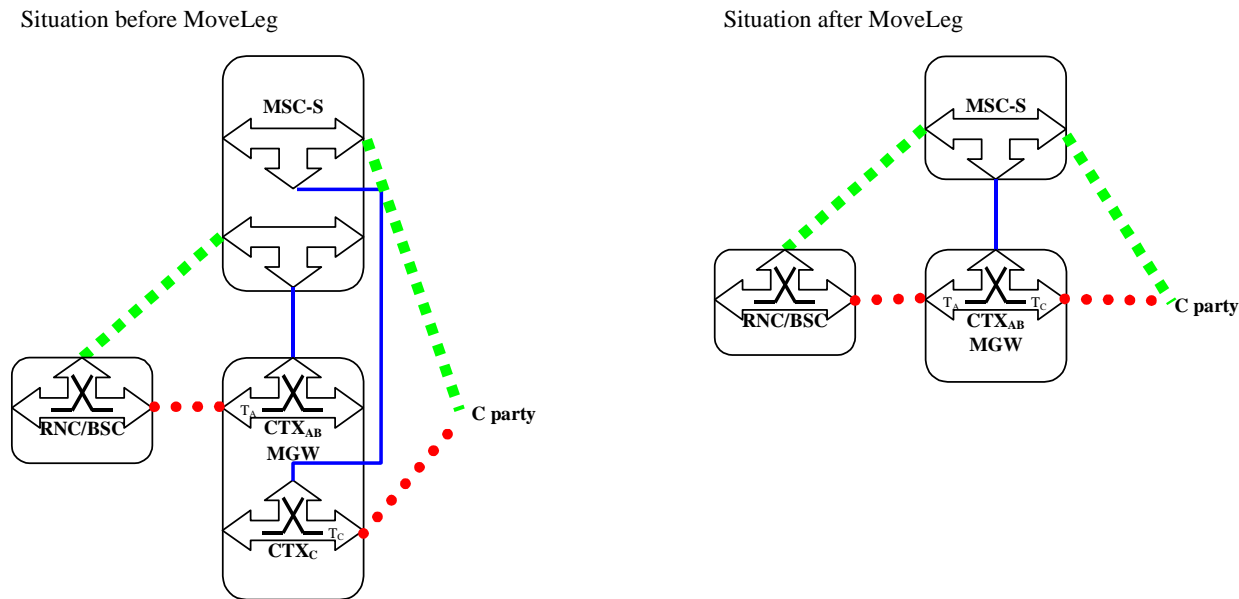 Situation before MoveLeg
MSC-S
RNC/BSC
T_A
CTX_AB
MGW
C party
T_C
CTX_C
Situation after MoveLeg
MSC-S
RNC/BSC
T_A
T_C
CTX_AB
MGW
C party